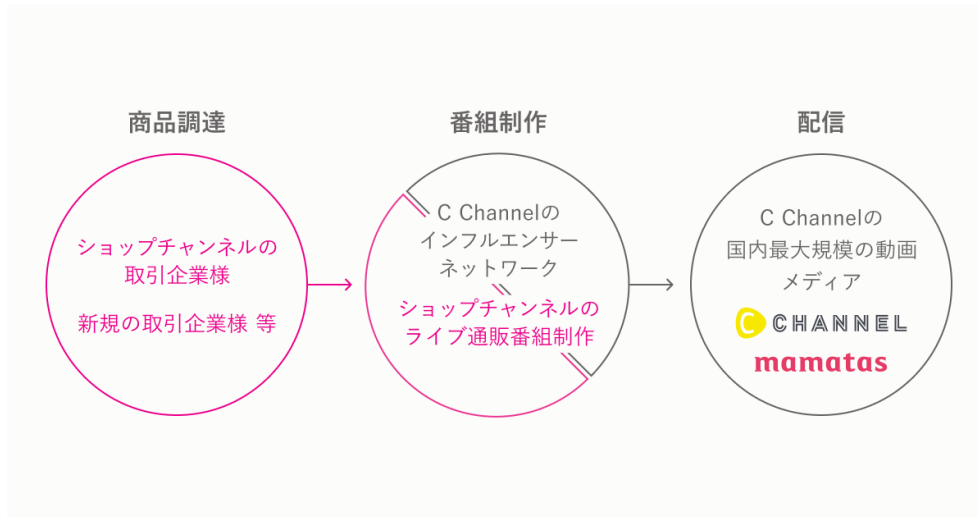 商品調達
ショップチャンネルの
取引企業様
新規の取引企業様 等
番組制作
C Channelの
インフルエンサー
ネットワーク
ショップチャンネルの
ライブ通販番組制作
配信
C Channelの
国内最大規模の動画
メディア
C CHANNEL
mamatas